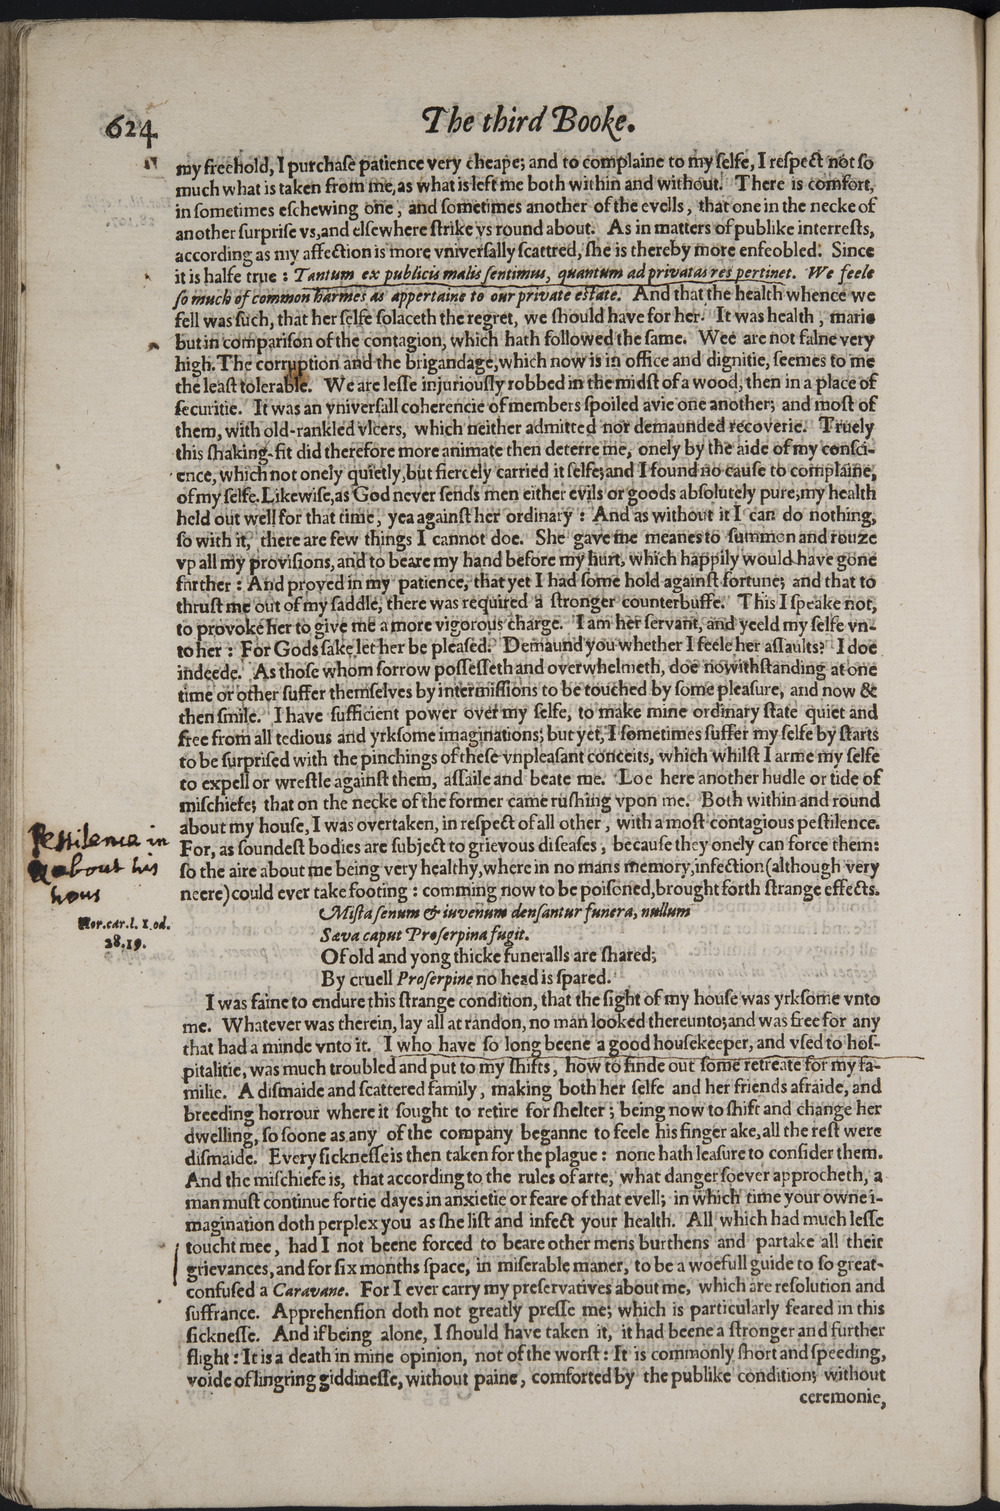 624
The third Booke.
my freehold, I purchaſe patience very cheape; and to complaine to my ſelfe, I reſpect not ſo
much what is taken from me, as what is left me both within and without. There is comfort,
in ſometimes eſchewing one, and ſometimes another of the evells, that one in the necke of
another ſurpriſe vs, and elſewhere ſtrike vs round about. As in matters of publike interreſts,
according as my affection is more vniverſally ſcattred, ſhe is thereby more enfeobled. Since
it is halfe true : Tantum ex publicis malis ſentimus, quantum ad privatas res pertinet. We feele
ſo much of common harmes as appertaine to our private eſtate. And that the health whence we
fell was ſuch, that her ſelfe ſolaceth the regret, we ſhould have for her. It was health, marie
but in compariſon of the contagion, which hath followed the ſame. Wee are not falne very
high. The corruption and the brigandage, which now is in office and dignitie, ſeemes to me
the leaſt tolerable. We are leſſe injuriouſly robbed in the midſt of a wood, then in a place of
ſecuritie. It was an vniverſall coherencie of members ſpoiled avie one another; and moſt of
them, with old-rankled vlcers, which neither admitted nor demaunded recoverie. Truely
this ſhaking-fit did therefore more animate then deterre me, onely by the aide of my conſci-
ence, which not onely quietly, but fiercely carried it ſelfe; and I found no cauſe to complaine,
of my ſelfe. Likewiſe, as God never ſends men either evils or goods abſolutely pure, my health
held out well for that time, yea againſt her ordinary : And as without it I can do nothing,
ſo with it, there are few things I cannot doe. She gave me meanes to ſummon and rouze
vp all my proviſions, and to beare my hand before my hurt, which happily would have gone
further : And proved in my patience, that yet I had ſome hold againſt fortune; and that to
thruſt me out of my ſaddle, there was required a ſtronger counterbuffe. This I ſpeake not,
to provoke her to give me a more vigorous charge. I am her ſervant, and yeeld my ſelfe vn-
to her : For Gods ſake let her be pleaſed. Demaund you whether I feele her aſſaults? I doe
indeede. As thoſe whom ſorrow poſſeſſeth and overwhelmeth, doe nowithſtanding at one
time or other ſuffer themſelves by intermiſſions to be touched by ſome pleaſure, and now &
then ſmile. I have ſufficient power over my ſelfe, to make mine ordinary ſtate quiet and
free from all tedious and yrkſome imaginations; but yet, I ſometimes ſuffer my ſelfe by ſtarts
to be ſurpriſed with the pinchings of theſe vnpleaſant conceits, which whilſt I arme my ſelfe
to expell or wreſtle againſt them, aſſaile and beate me. Loe here another hudle or tide of
miſchiefe; that on the necke of the former came ruſhing vpon me. Both within and round
about my houſe, I was overtaken, in reſpect of all other, with a moſt contagious peſtilence.
For, as ſoundeſt bodies are ſubject to grievous diſeaſes, becauſe they onely can force them:
ſo the aire about me being very healthy, where in no mans memory, infection (although very
neere) could ever take footing : comming now to be poiſoned, brought forth ſtrange effects.
Pestilence in
& about his
hous
Hor. car. l. 1. od.
28. 19.
Miſta ſenum & iuvenum denſantur funera, nullum
Sæva caput Proſerpina fugit.
Of old and yong thicke funeralls are ſhared;
By cruell Proſerpine no head is ſpared.
I was faine to endure this ſtrange condition, that the ſight of my houſe was yrkſome vnto
me. Whatever was therein, lay all at randon, no man looked thereunto; and was free for any
that had a minde vnto it. I who have ſo long beene a good houſekeeper, and vſed to hoſ-
pitalitie, was much troubled and put to my ſhifts, how to finde out ſome retreate for my fa-
milie. A diſmaide and ſcattered family, making both her ſelfe and her friends afraide, and
breeding horrour where it ſought to retire for ſhelter; being now to ſhift and change her
dwelling, ſo ſoone as any of the company beganne to feele his finger ake, all the reſt were
diſmaide. Every ſickneſſe is then taken for the plague : none hath leaſure to conſider them.
And the miſchiefe is, that according to the rules of arte, what danger ſoever approcheth, a
man muſt continue fortie dayes in anxietie or feare of that evell; in which time your owne i-
magination doth perplex you as ſhe liſt and infect your health. All which had much leſſe
toucht mee, had I not beene forced to beare other mens burthens and partake all their
grievances, and for ſix months ſpace, in miſerable maner, to be a woefull guide to ſo great-
confuſed a Caravane. For I ever carry my preſervatives about me, which are reſolution and
ſuffrance. Apprehenſion doth not greatly preſſe me; which is particularly feared in this
ſickneſſe. And if being alone, I ſhould have taken it, it had beene a ſtronger and further
flight : It is a death in mine opinion, not of the worſt : It is commonly ſhort and ſpeeding,
voide of lingring giddineſſe, without paine, comforted by the publike condition; without
ceremonie,